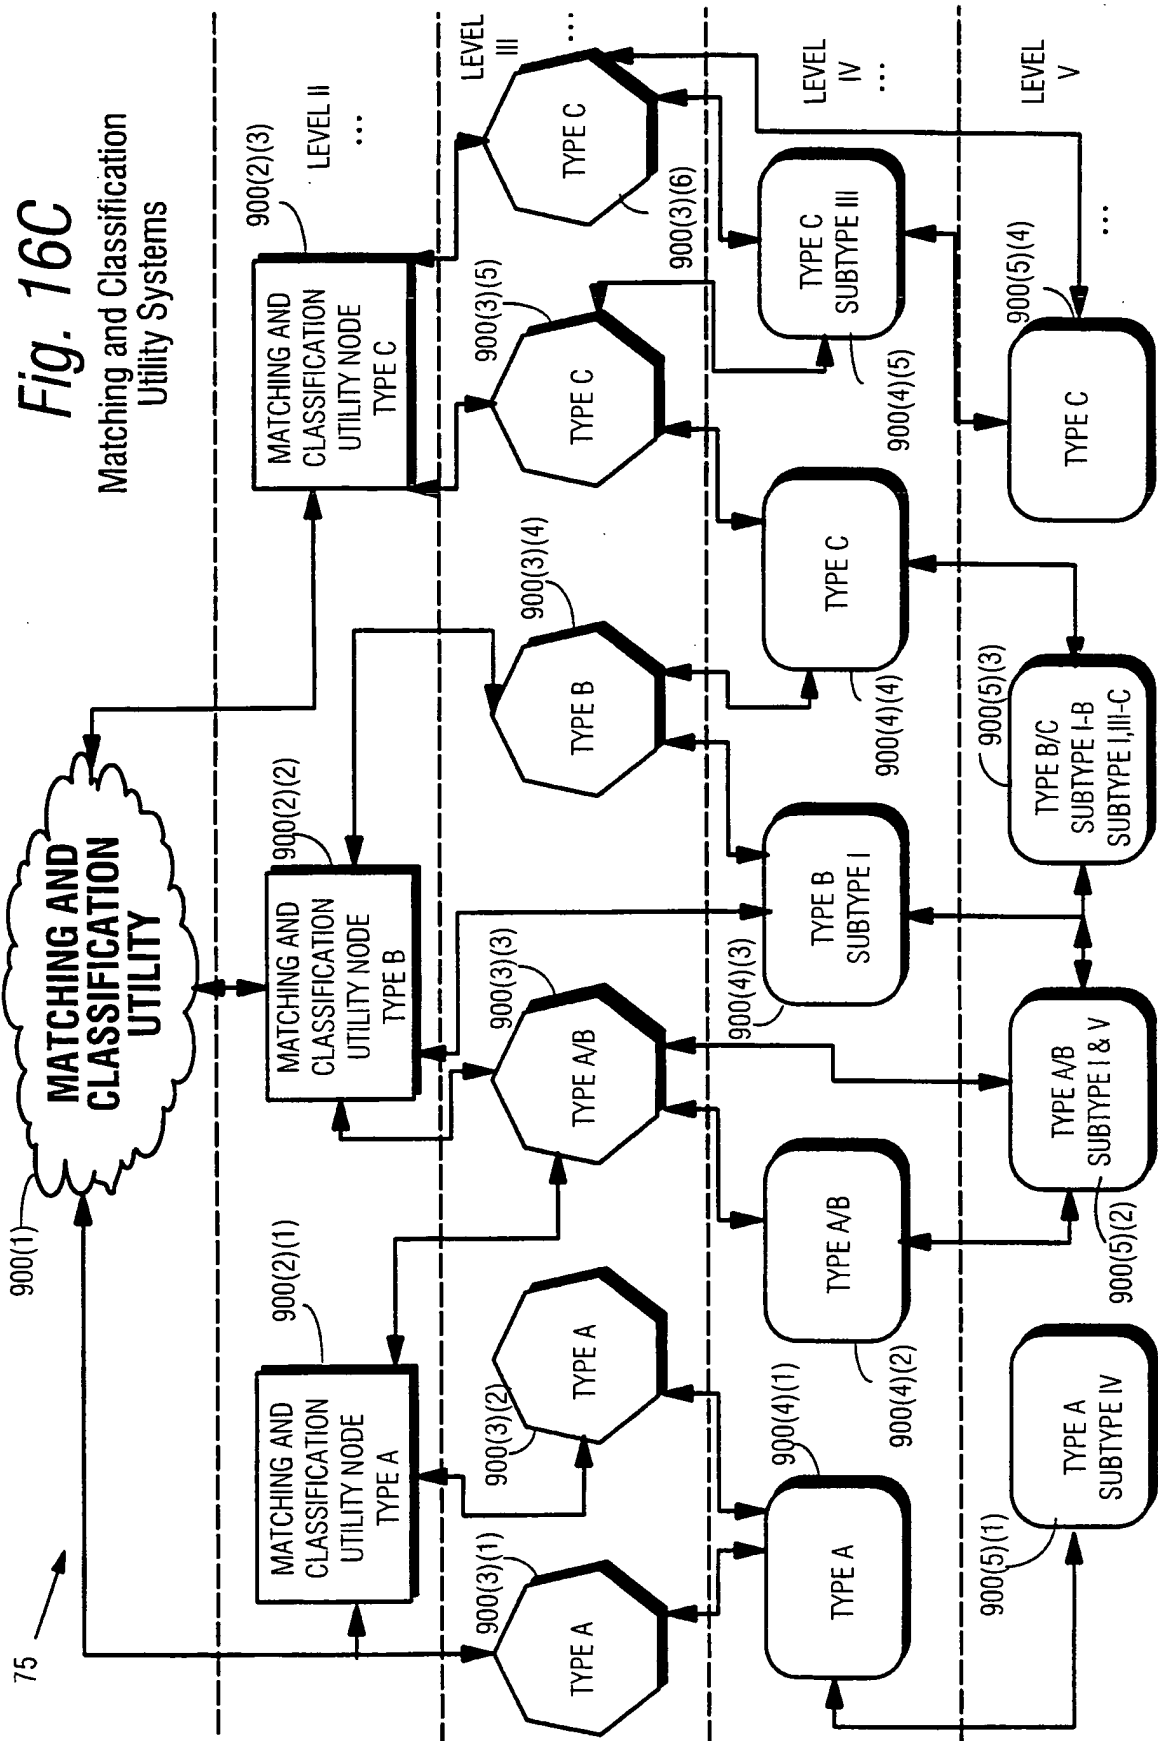 Fig. 16C
Matching and Classification
Utility Systems
75
900(1)
MATCHING AND
CLASSIFICATION
UTILITY
LEVEL II
...
900(2)(1)
MATCHING AND
CLASSIFICATION
UTILITY NODE
TYPE A
900(2)(2)
MATCHING AND
CLASSIFICATION
UTILITY NODE
TYPE B
900(2)(3)
MATCHING AND
CLASSIFICATION
UTILITY NODE
TYPE C
LEVEL
III
...
900(3)(1)
TYPE A
900(3)(2)
TYPE A
900(3)(3)
TYPE A/B
900(3)(4)
TYPE B
900(3)(5)
TYPE C
900(3)(6)
TYPE C
LEVEL
IV
...
900(4)(1)
TYPE A
900(4)(2)
TYPE A/B
900(4)(3)
TYPE B
SUBTYPE I
900(4)(4)
TYPE C
900(4)(5)
TYPE C
SUBTYPE III
LEVEL
V
...
900(5)(1)
TYPE A
SUBTYPE IV
900(5)(2)
TYPE A/B
SUBTYPE I & V
900(5)(3)
TYPE B/C
SUBTYPE I-B
SUBTYPE I,III-C
900(5)(4)
TYPE C